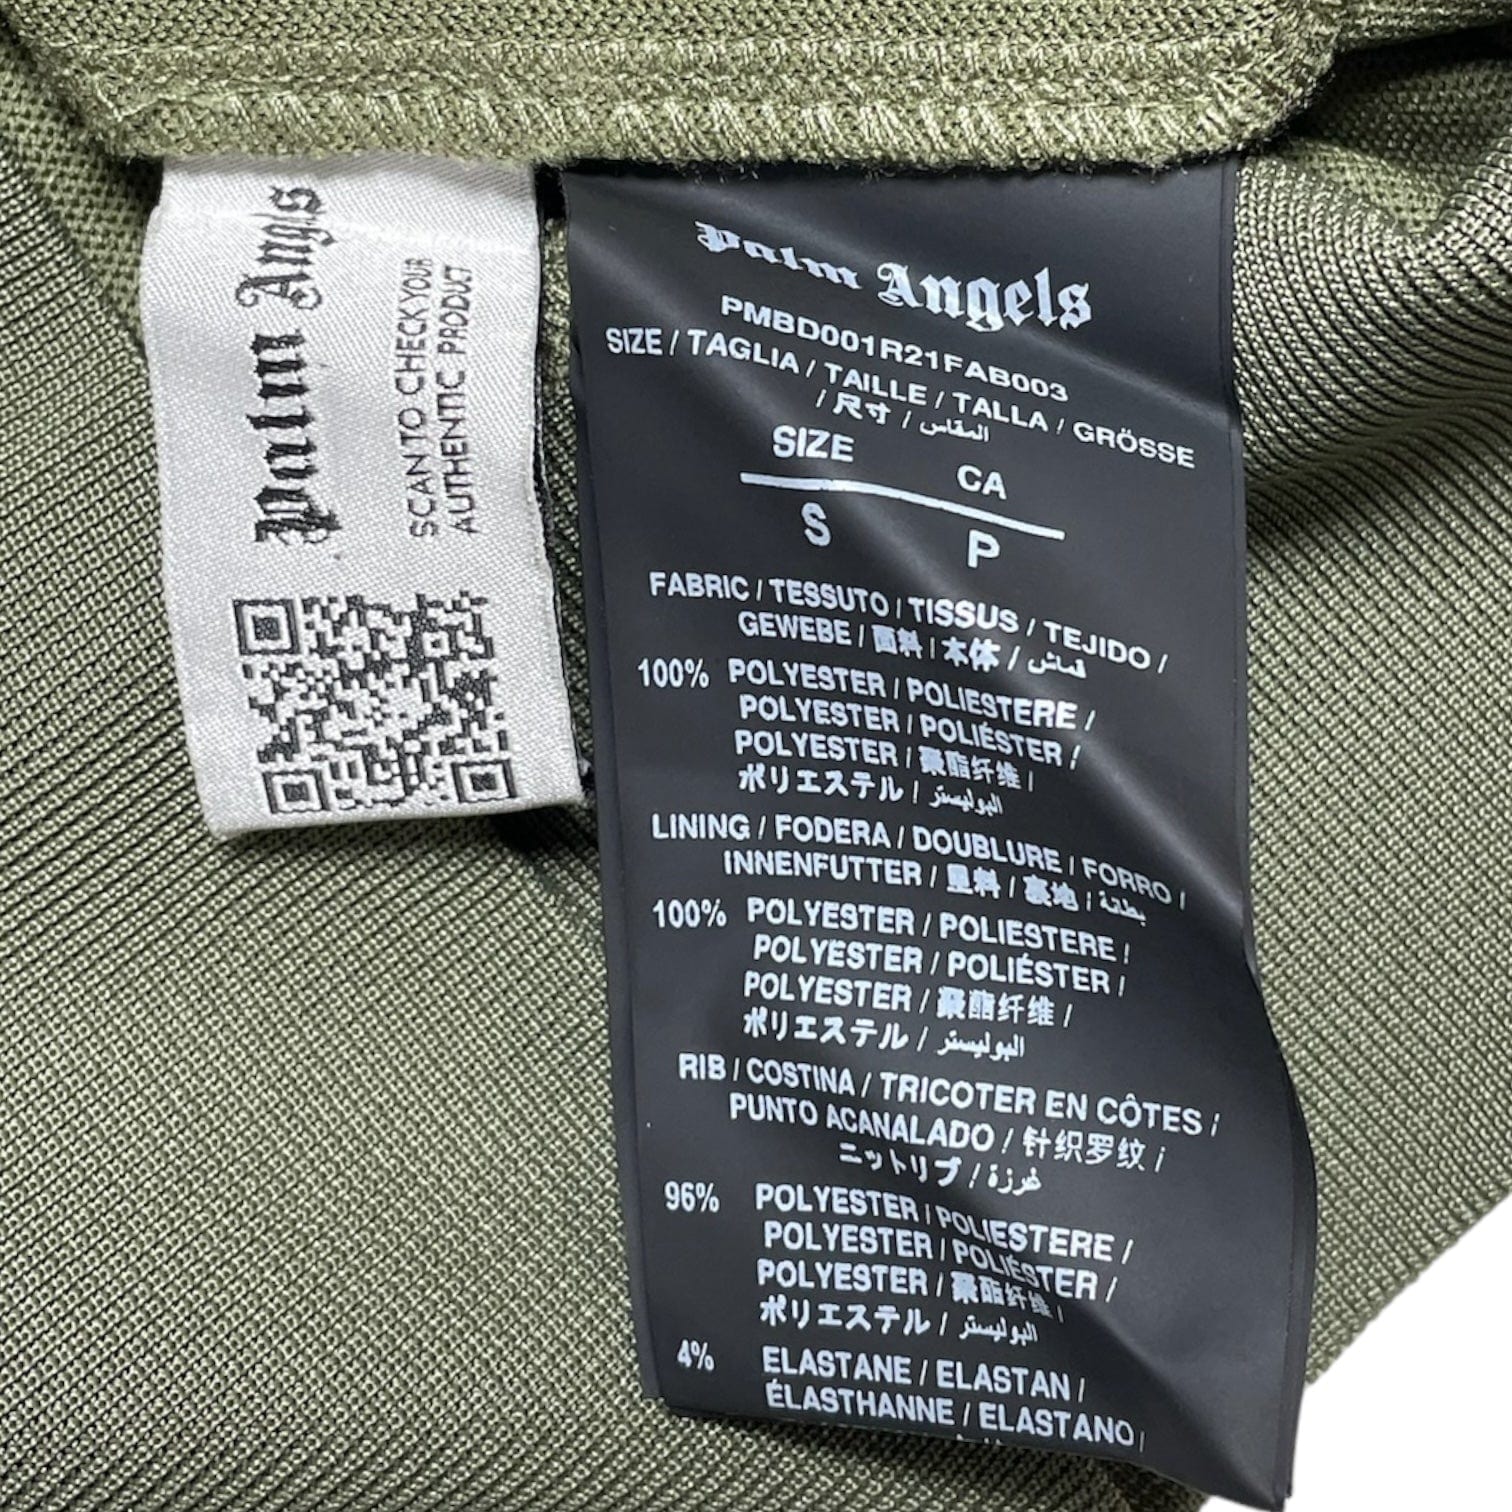 Palm Angels
SCAN TO CHECK YOUR
AUTHENTIC PRODUCT
Palm Angels
PMBD001R21FAB003
SIZE / TAGLIA / TAILLE / TALLA / GRÖSSE
/ 尺寸 / المقاس
SIZE CA
S P
FABRIC / TESSUTO / TISSUS / TEJIDO /
GEWEBE / 面料 / 本体 / قماش
100% POLYESTER / POLIESTERE /
POLYESTER / POLIÉSTER /
POLYESTER / 聚酯纤维 /
ポリエステル / البوليستر
LINING / FODERA / DOUBLURE / FORRO /
INNENFUTTER / 里料 / 裏地 / بطانة
100% POLYESTER / POLIESTERE /
POLYESTER / POLIÉSTER /
POLYESTER / 聚酯纤维 /
ポリエステル / البوليستر
RIB / COSTINA / TRICOTER EN CÔTES /
PUNTO ACANALADO / 针织罗纹 /
ニットリブ / غرزة
96% POLYESTER / POLIESTERE /
POLYESTER / POLIÉSTER /
POLYESTER / 聚酯纤维 /
ポリエステル / البوليستر
4% ELASTANE / ELASTAN /
ÉLASTHANNE / ELASTANO /